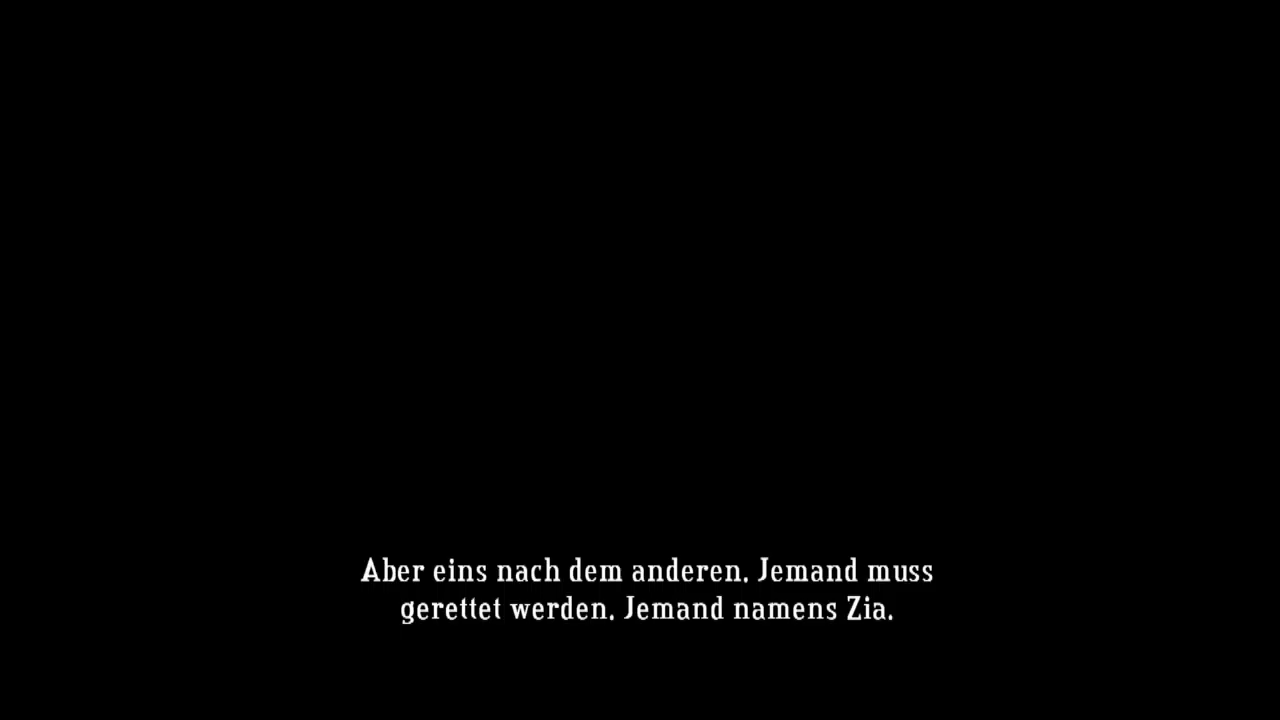 Aber eins nach dem anderen. Jemand muss
gerettet werden. Jemand namens Zia.